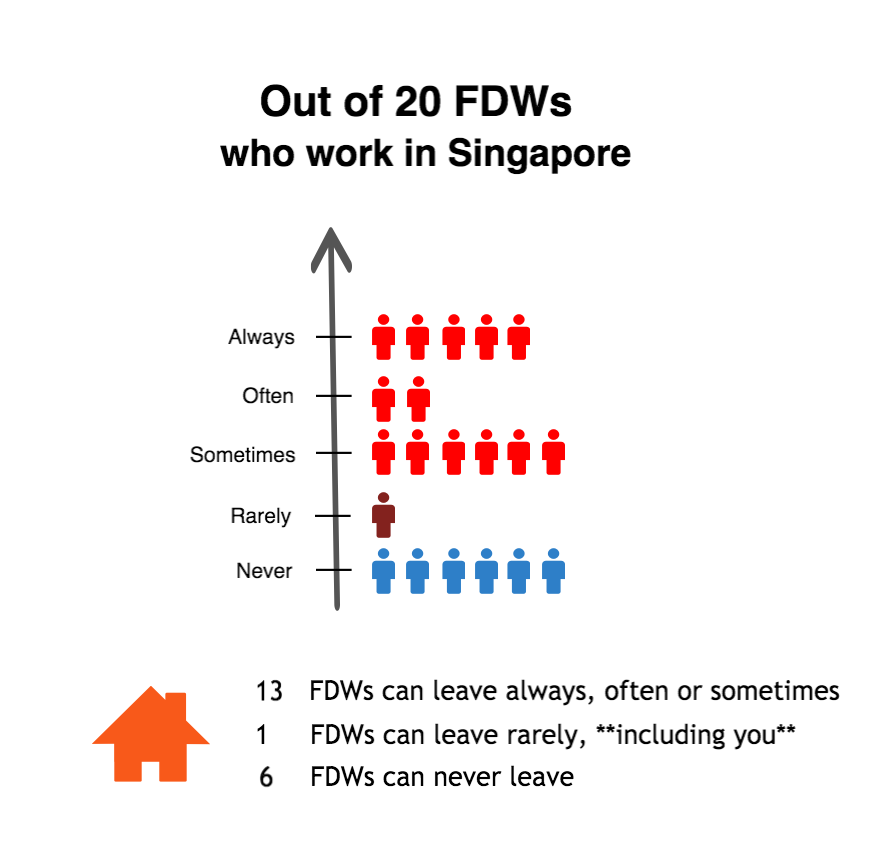 Out of 20 FDWs
who work in Singapore
Always
Often
Sometimes
Rarely
Never
13 FDWs can leave always, often or sometimes
1 FDWs can leave rarely, **including you**
6 FDWs can never leave